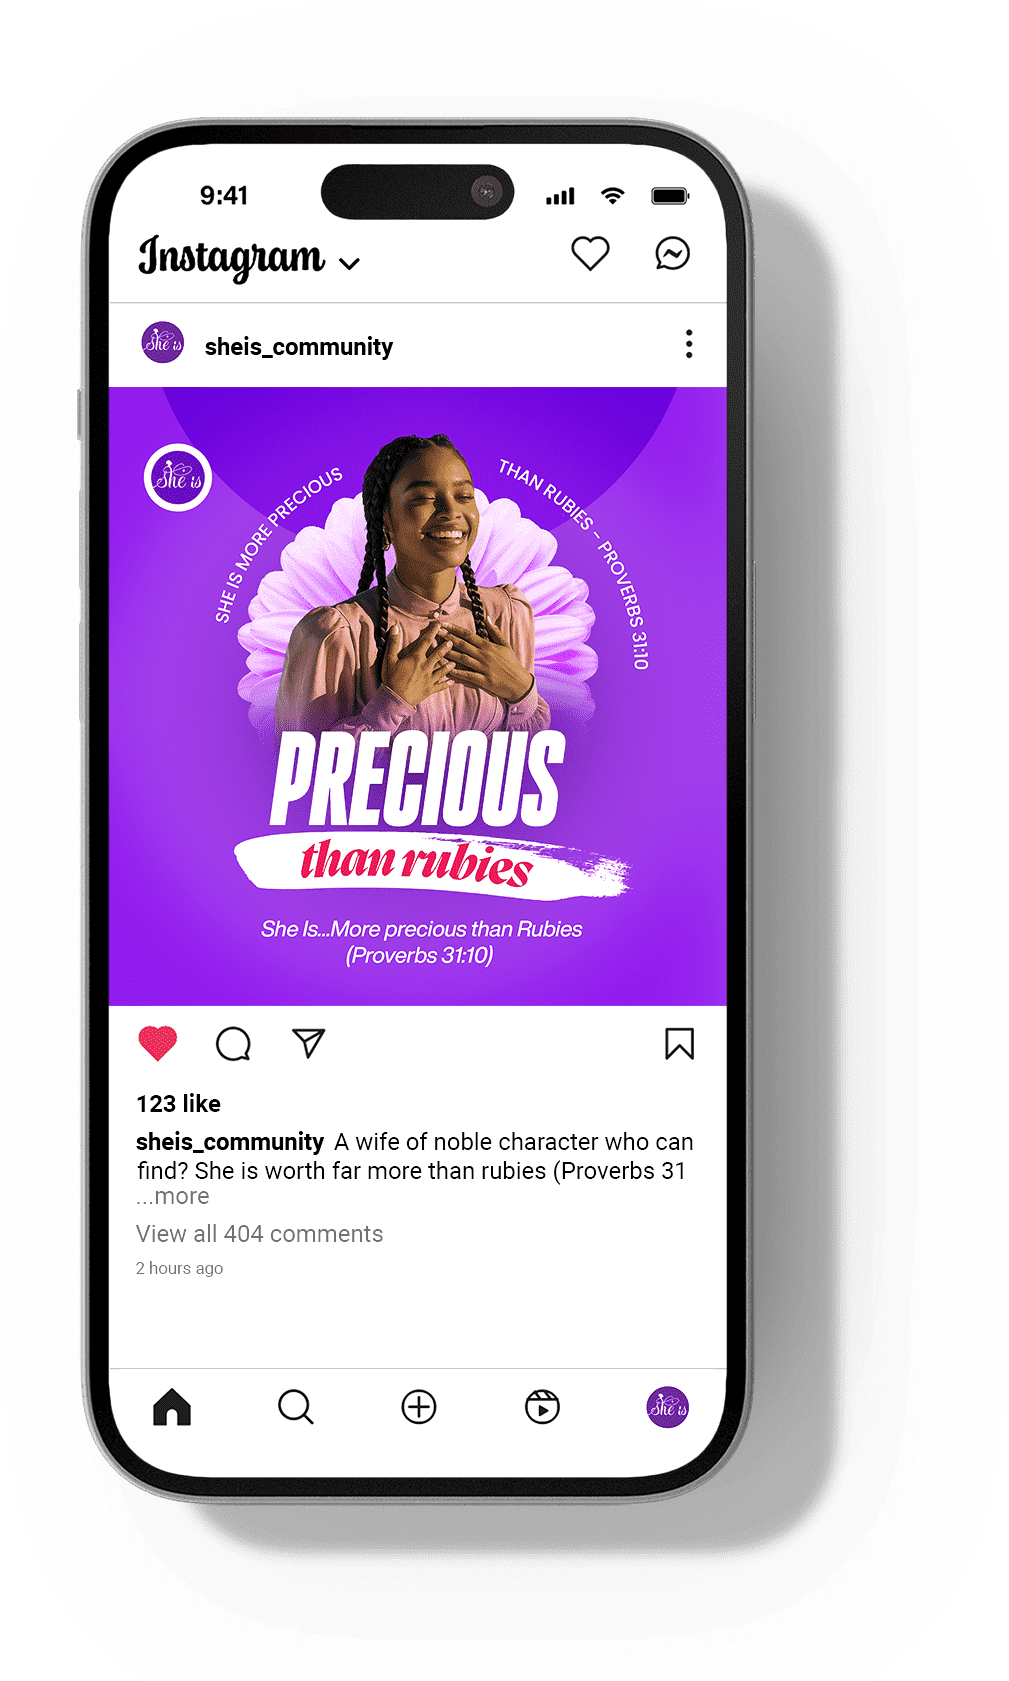 9:41
Instagram
She is
sheis_community
She is
SHE IS MORE PRECIOUS
THAN RUBIES – PROVERBS 31:10
PRECIOUS
than rubies
She Is...More precious than Rubies
(Proverbs 31:10)
123 like
sheis_community A wife of noble character who can
find? She is worth far more than rubies (Proverbs 31
...more
View all 404 comments
2 hours ago
She is